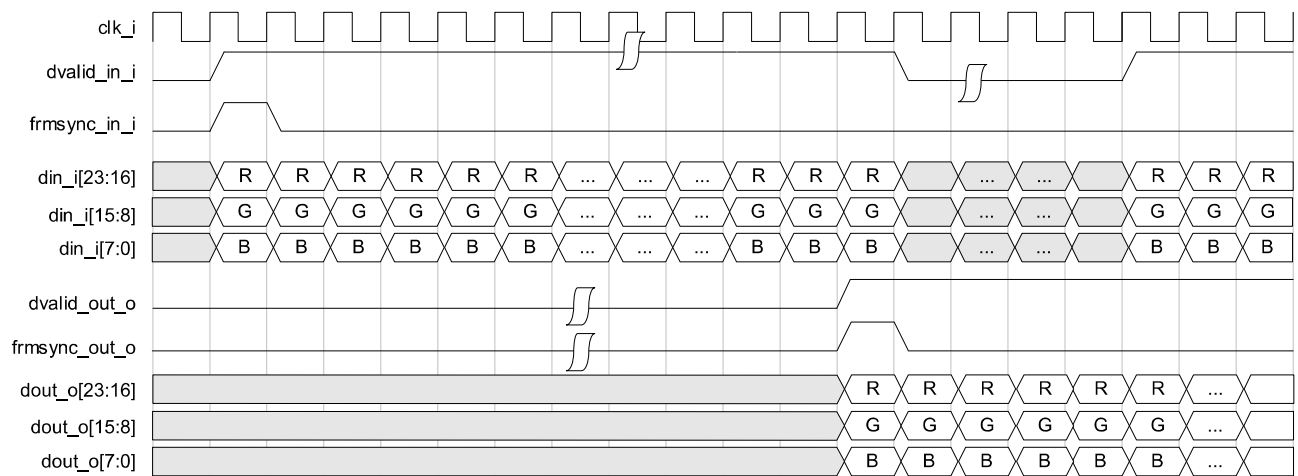 clk_i
dvalid_in_i
frmsync_in_i
din_i[23:16] R R R R R R ... ... ... R R R ... ... R R R
din_i[15:8] G G G G G G ... ... ... G G G ... ... G G G
din_i[7:0] B B B B B B ... ... ... B B B ... ... B B B
dvalid_out_o
frmsync_out_o
dout_o[23:16] R R R R R R ...
dout_o[15:8] G G G G G G ...
dout_o[7:0] B B B B B B ...